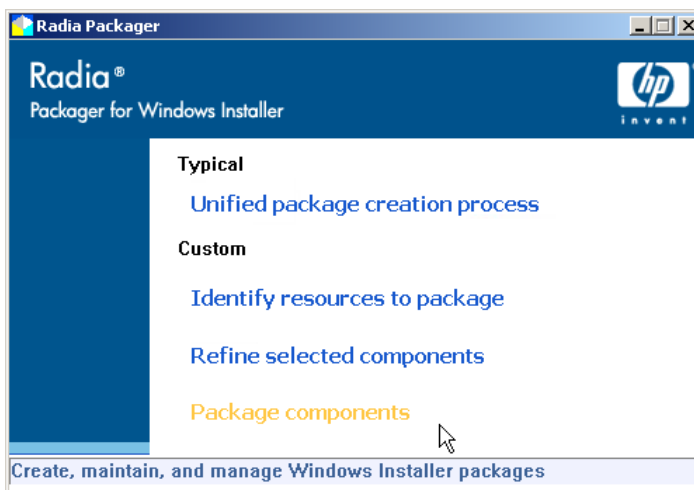 Radia Packager
Radia ®
Packager for Windows Installer
hp
invent
Typical
Unified package creation process
Custom
Identify resources to package
Refine selected components
Package components
Create, maintain, and manage Windows Installer packages